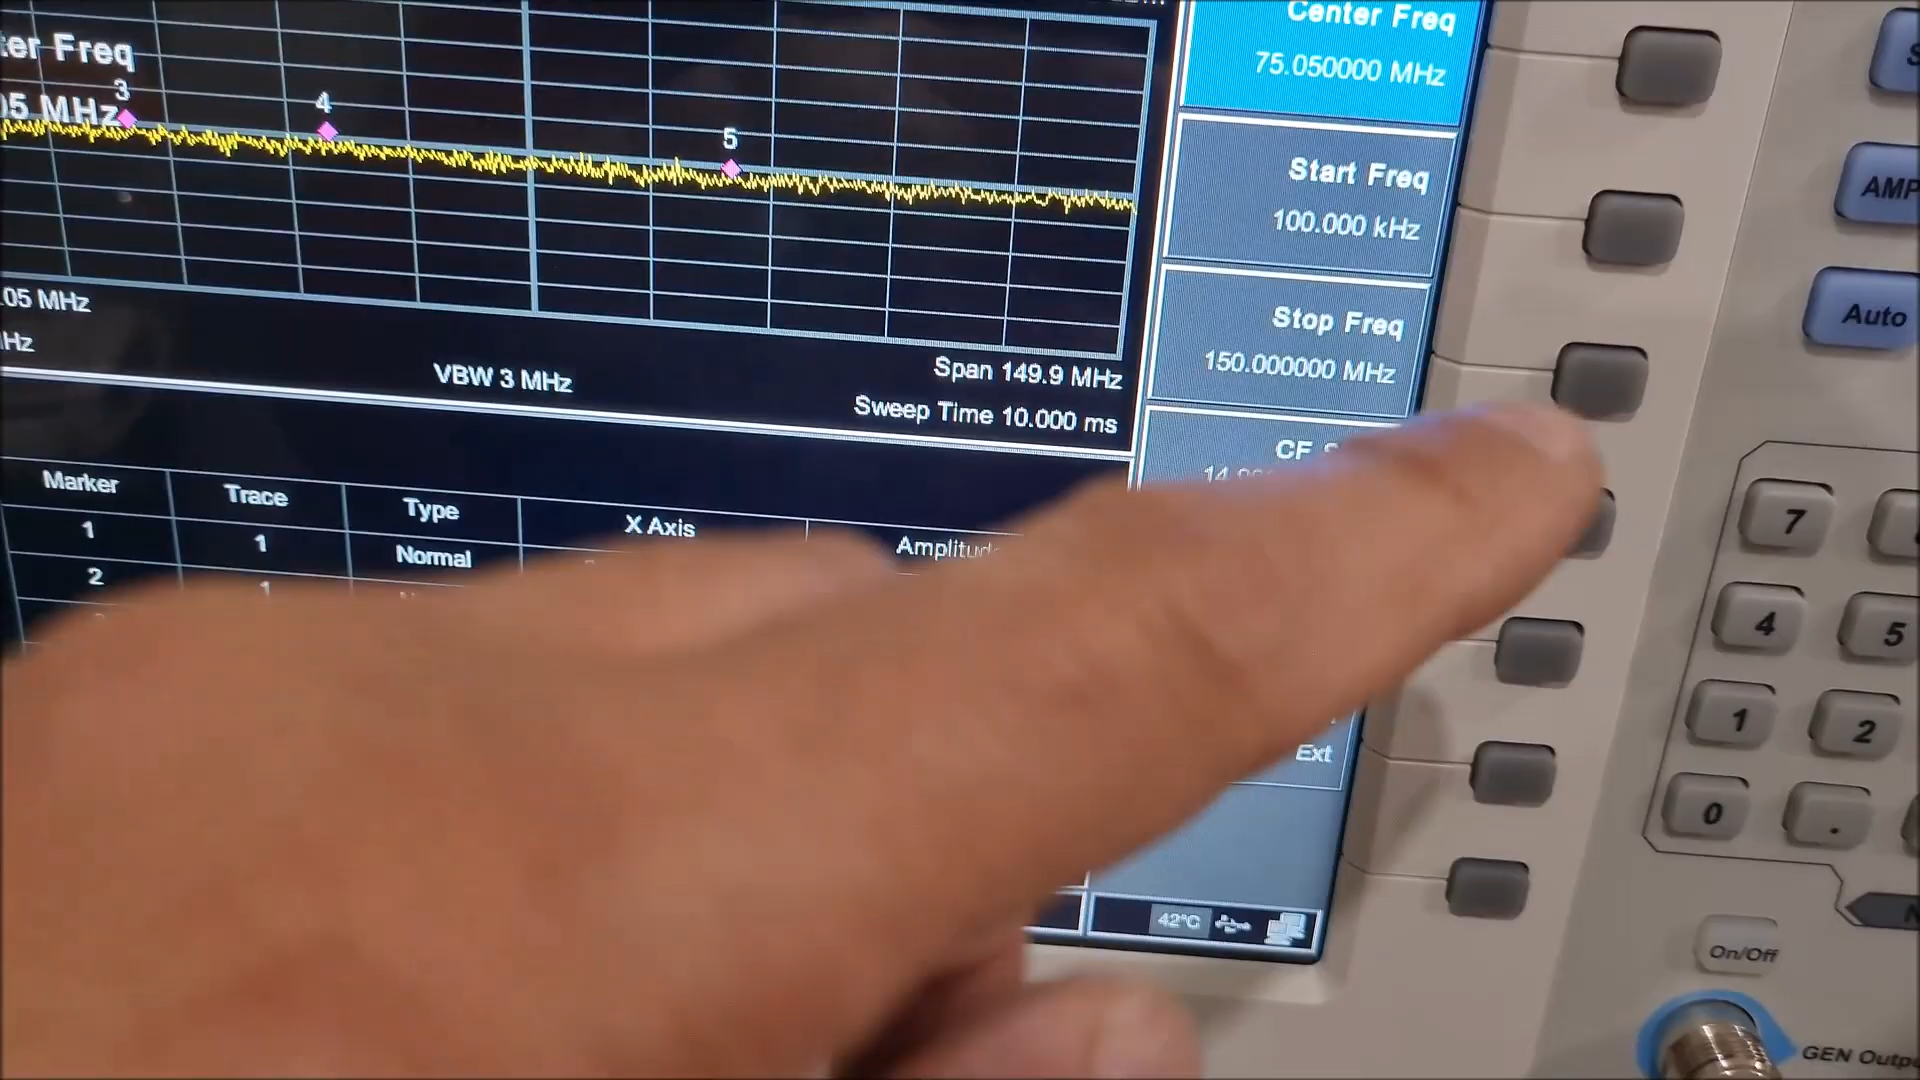 Center Freq
75.050000 MHz
ter Freq
05 MHz
3
4
5
Start Freq
100.000 kHz
Stop Freq
150.000000 MHz
.05 MHz
Hz
VBW 3 MHz
Span 149.9 MHz
Sweep Time 10.000 ms
CF
Marker Trace Type X Axis Amplitud
1 1 Normal
2 1
Ext
42°C
AMP
Auto
7
4 5
1 2
0 .
On/Off
GEN Outpu